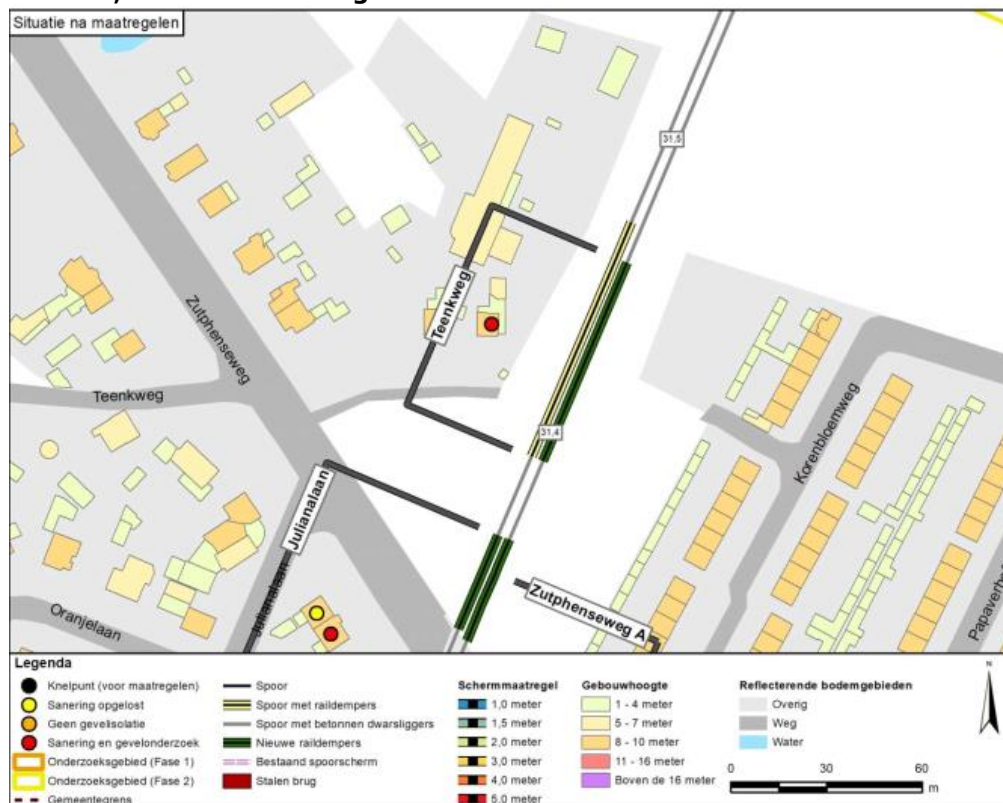 Situatie na maatregelen
31,5
Zutphenseweg
Teenkweg
Teenkweg
31,4
Korenbloemweg
Julianalaan
Julianalaan
Oranjelaan
Zutphenseweg A
Legenda
Knelpunt (voor maatregelen)
Sanering opgelost
Geen gevelisolatie
Sanering en gevelonderzoek
Onderzoeksgebied (Fase 1)
Onderzoeksgebied (Fase 2)
Gemeentegrens
Spoor
Spoor met raildempers
Spoor met betonnen dwarsliggers
Nieuwe raildempers
Bestaand spoorscherm
Stalen brug
Schermmaatregel
1,0 meter
1,5 meter
2,0 meter
3,0 meter
4,0 meter
5,0 meter
Gebouwhoogte
1 - 4 meter
5 - 7 meter
8 - 10 meter
11 - 16 meter
Boven de 16 meter
Reflecterende bodemgebieden
Overig
Weg
Water
N
0 30 60
m